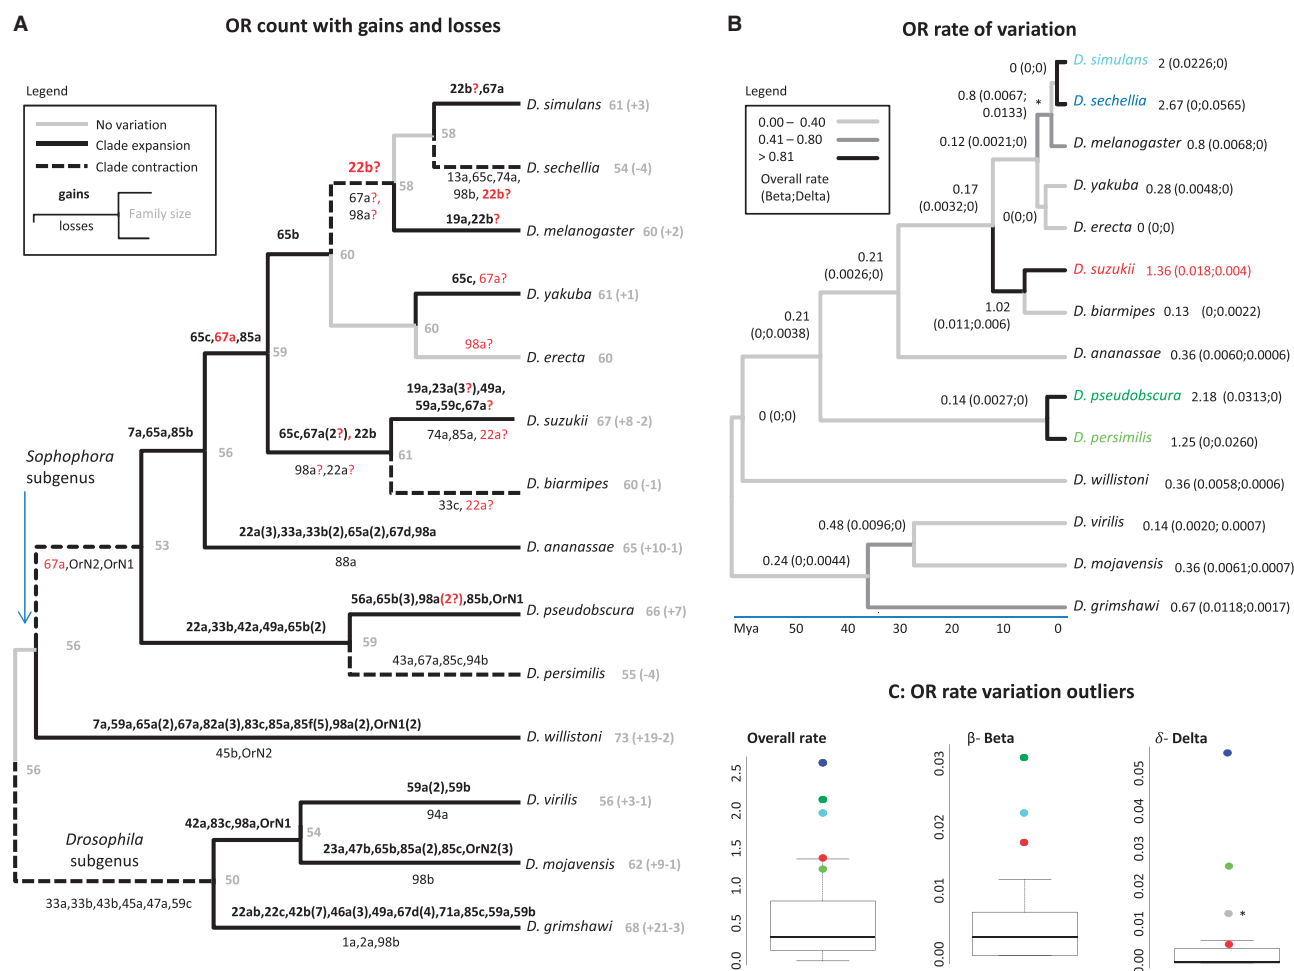 A
OR count with gains and losses
Legend
No variation
Clade expansion
Clade contraction
gains
Family size
losses
22b?,67a
D. simulans 61 (+3)
58
D. sechellia 54 (-4)
13a,65c,74a,
98b, 22b?
22b?
67a?,
98a?
58
19a,22b?
D. melanogaster 60 (+2)
65b
60
65c, 67a?
D. yakuba 61 (+1)
60
98a?
D. erecta 60
65c,67a,85a
59
19a,23a(3?),49a,
59a,59c,67a?
D. suzukii 67 (+8 -2)
74a,85a, 22a?
65c,67a(2?), 22b
61
98a?,22a?
D. biarmipes 60 (-1)
33c, 22a?
7a,65a,85b
56
Sophophora
subgenus
22a(3),33a,33b(2),65a(2),67d,98a
D. ananassae 65 (+10-1)
88a
53
67a,OrN2,OrN1
56a,65b(3),98a(2?),85b,OrN1
D. pseudobscura 66 (+7)
22a,33b,42a,49a,65b(2)
59
43a,67a,85c,94b
D. persimilis 55 (-4)
56
7a,59a,65a(2),67a,82a(3),83c,85a,85f(5),98a(2),OrN1(2)
D. willistoni 73 (+19-2)
45b,OrN2
56
59a(2),59b
D. virilis 56 (+3-1)
94a
42a,83c,98a,OrN1
54
Drosophila
subgenus
23a,47b,65b,85a(2),85c,OrN2(3)
D. mojavensis 62 (+9-1)
98b
50
33a,33b,43b,45a,47a,59c
22ab,22c,42b(7),46a(3),49a,67d(4),71a,85c,59a,59b
D. grimshawi 68 (+21-3)
1a,2a,98b
B
OR rate of variation
Legend
0.00 – 0.40
0.41 – 0.80
> 0.81
Overall rate
(Beta;Delta)
0 (0;0)
D. simulans 2 (0.0226;0)
0.8 (0.0067;
0.0133)
*
D. sechellia 2.67 (0;0.0565)
0.12 (0.0021;0)
D. melanogaster 0.8 (0.0068;0)
0.17
(0.0032;0)
D. yakuba 0.28 (0.0048;0)
0(0;0)
D. erecta 0 (0;0)
0.21
(0.0026;0)
D. suzukii 1.36 (0.018;0.004)
1.02
(0.011;0.006)
D. biarmipes 0.13 (0;0.0022)
0.21
(0;0.0038)
D. ananassae 0.36 (0.0060;0.0006)
0 (0;0)
0.14 (0.0027;0)
D. pseudobscura 2.18 (0.0313;0)
D. persimilis 1.25 (0;0.0260)
D. willistoni 0.36 (0.0058;0.0006)
0.48 (0.0096;0)
D. virilis 0.14 (0.0020; 0.0007)
0.24 (0;0.0044)
D. mojavensis 0.36 (0.0061;0.0007)
D. grimshawi 0.67 (0.0118;0.0017)
Mya 50 40 30 20 10 0
C: OR rate variation outliers
Overall rate
2.5
2.0
1.5
1.0
0.5
0.0
β- Beta
0.03
0.02
0.01
0.00
δ- Delta
0.05
0.04
0.03
0.02
0.01
0.00
*